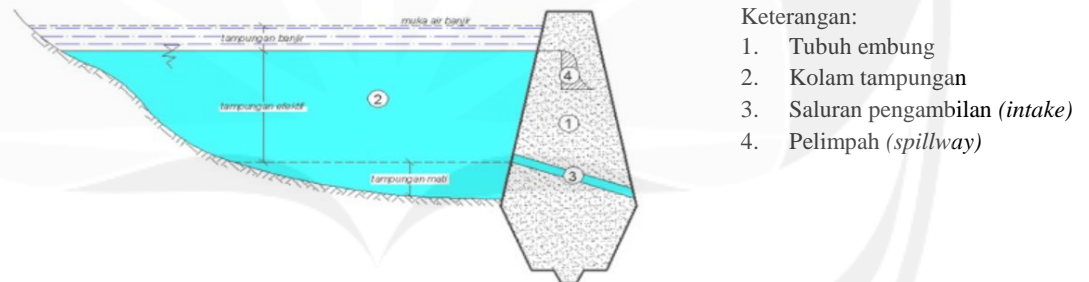 muka air banjir
tampungan banjir
tampungan efektif
tampungan mati
2
4
1
3
Keterangan:
1. Tubuh embung
2. Kolam tampungan
3. Saluran pengambilan (intake)
4. Pelimpah (spillway)